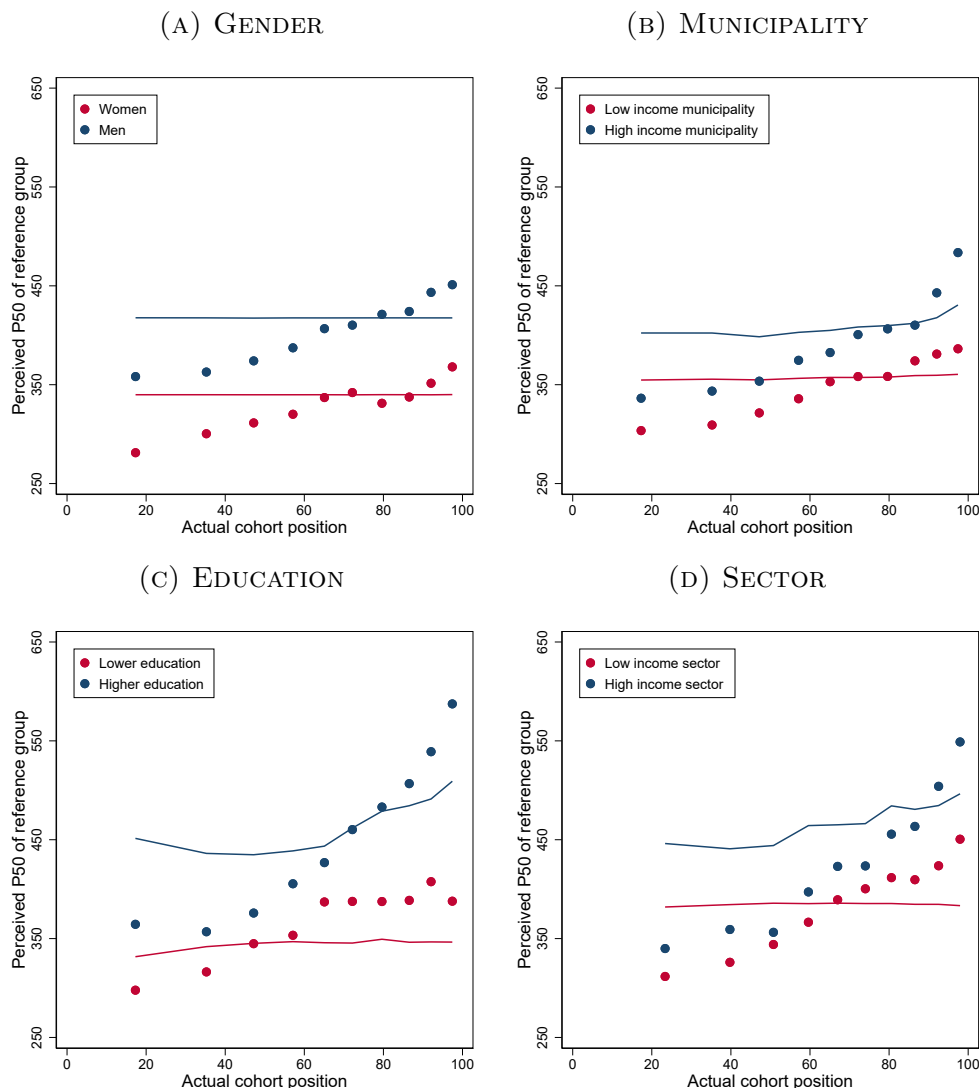 (A) GENDER
Perceived P50 of reference group
650
550
450
350
250
Women
Men
0 20 40 60 80 100
Actual cohort position
(B) MUNICIPALITY
Perceived P50 of reference group
650
550
450
350
250
Low income municipality
High income municipality
0 20 40 60 80 100
Actual cohort position
(C) EDUCATION
Perceived P50 of reference group
650
550
450
350
250
Lower education
Higher education
0 20 40 60 80 100
Actual cohort position
(D) SECTOR
Perceived P50 of reference group
650
550
450
350
250
Low income sector
High income sector
0 20 40 60 80 100
Actual cohort position